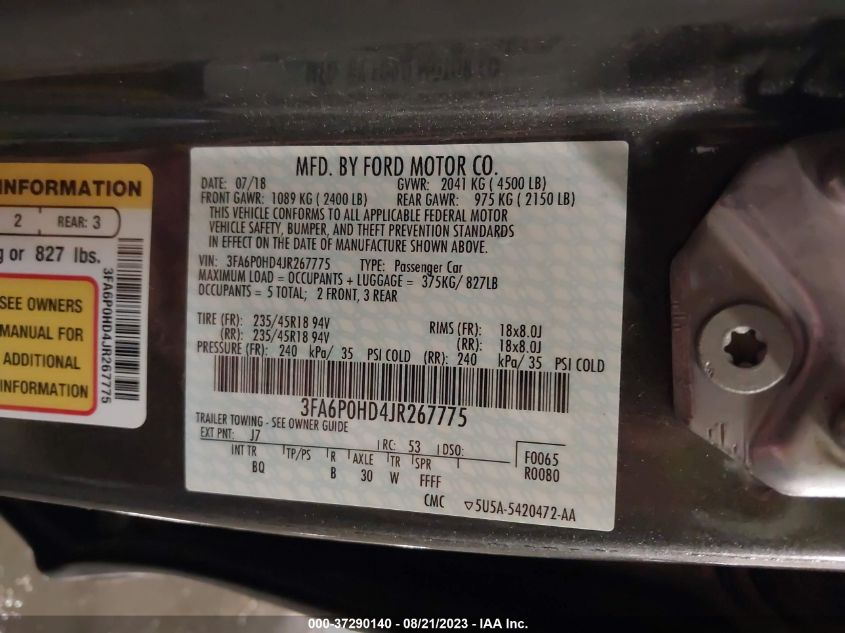 MFD. BY FORD MOTOR CO.
DATE: 07/18 GVWR: 2041 KG ( 4500 LB)
FRONT GAWR: 1089 KG ( 2400 LB) REAR GAWR: 975 KG ( 2150 LB)
THIS VEHICLE CONFORMS TO ALL APPLICABLE FEDERAL MOTOR
VEHICLE SAFETY, BUMPER, AND THEFT PREVENTION STANDARDS
IN EFFECT ON THE DATE OF MANUFACTURE SHOWN ABOVE.
VIN: 3FA6P0HD4JR267775 TYPE: Passenger Car
MAXIMUM LOAD = OCCUPANTS + LUGGAGE = 375KG/ 827LB
OCCUPANTS = 5 TOTAL; 2 FRONT, 3 REAR
TIRE (FR): 235/45R18 94V RIMS (FR): 18x8.0J
(RR): 235/45R18 94V (RR): 18x8.0J
PRESSURE (FR): 240 kPa/ 35 PSI COLD (RR): 240 kPa/ 35 PSI COLD
3FA6P0HD4JR267775
TRAILER TOWING - SEE OWNER GUIDE
EXT PNT: J7 RC: 53 DSO: F0065
R0080
INT TR TP/PS R AXLE TR SPR
BQ B 30 W FFFF
CMC 5U5A-5420472-AA
INFORMATION
2 REAR: 3
g or 827 lbs.
SEE OWNERS
MANUAL FOR
ADDITIONAL
INFORMATION
3FA6P0HD4JR267775
000-37290140 - 08/21/2023 - IAA Inc.